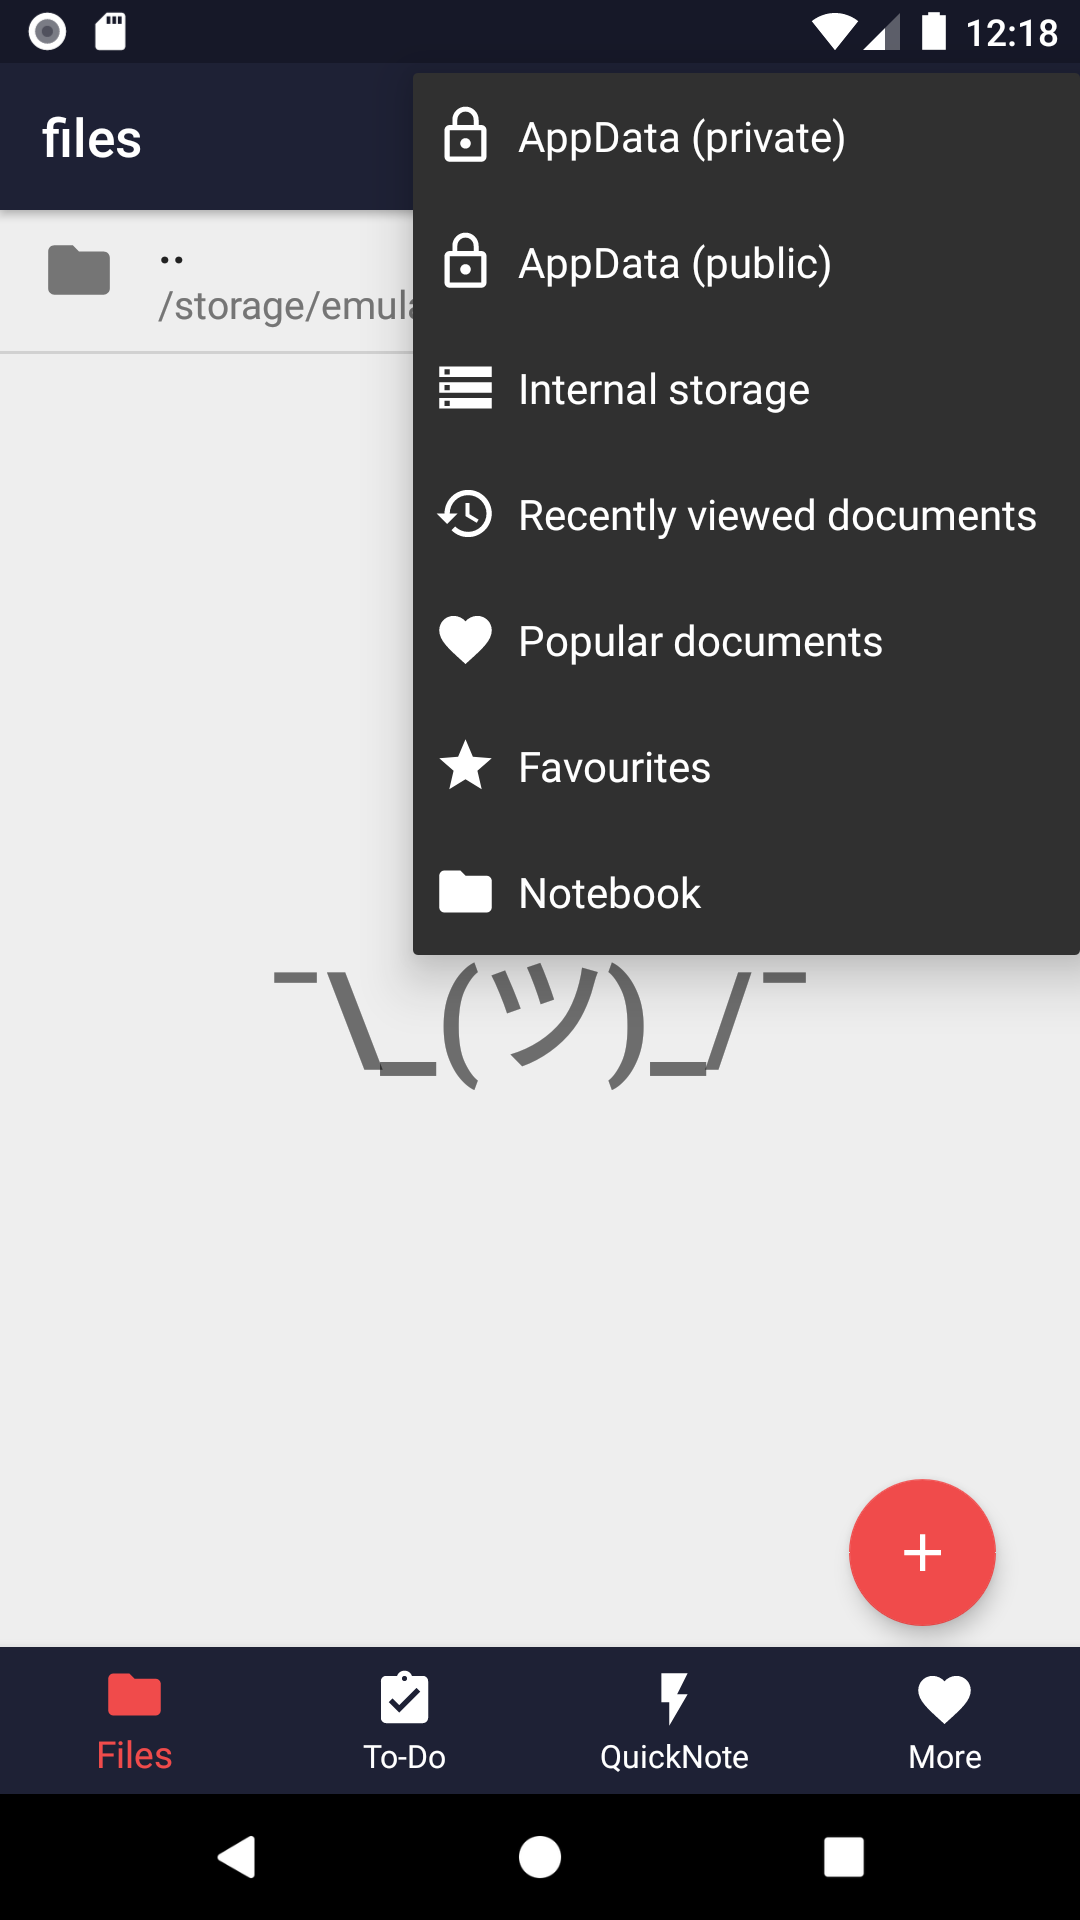 12:18
files
AppData (private)
..
AppData (public)
/storage/emula
Internal storage
Recently viewed documents
Popular documents
Favourites
Notebook
¯\_(ツ)_/¯
+
Files
To-Do
QuickNote
More